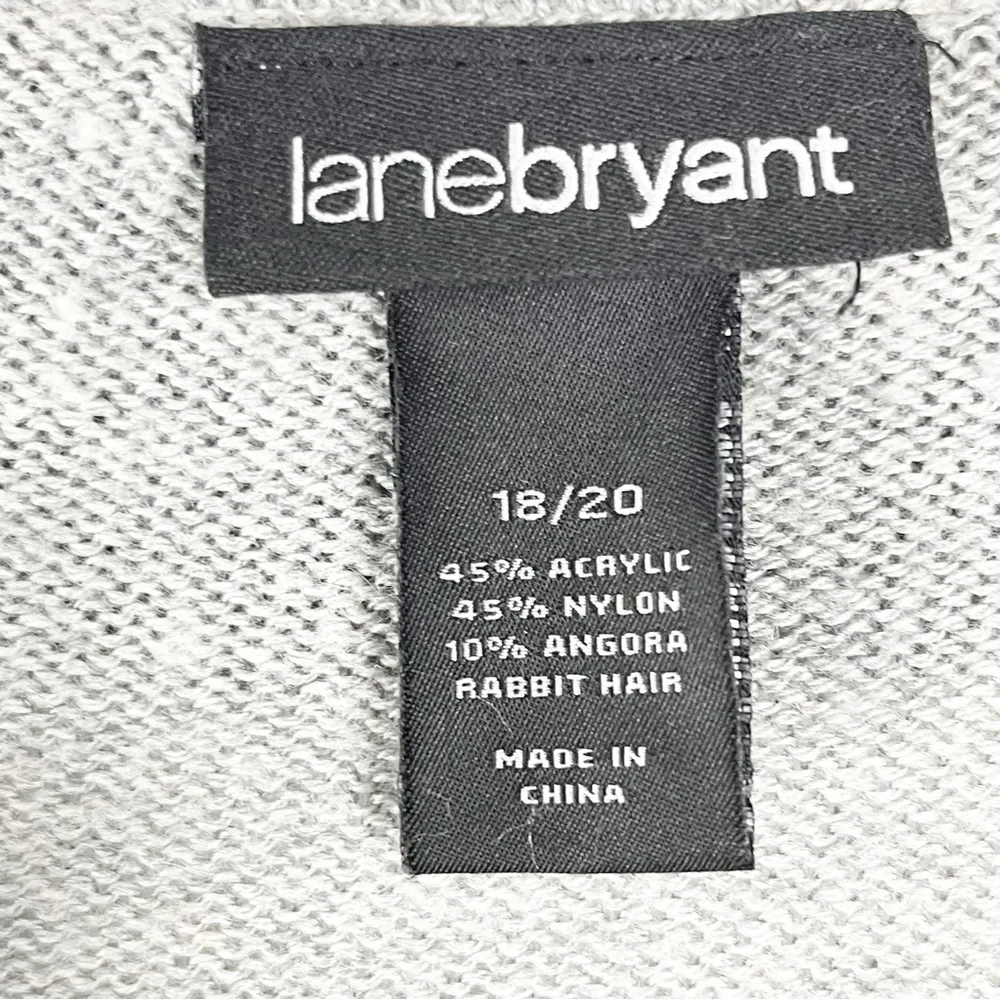 lanebryant
18/20
45% ACRYLIC
45% NYLON
10% ANGORA
RABBIT HAIR
MADE IN
CHINA